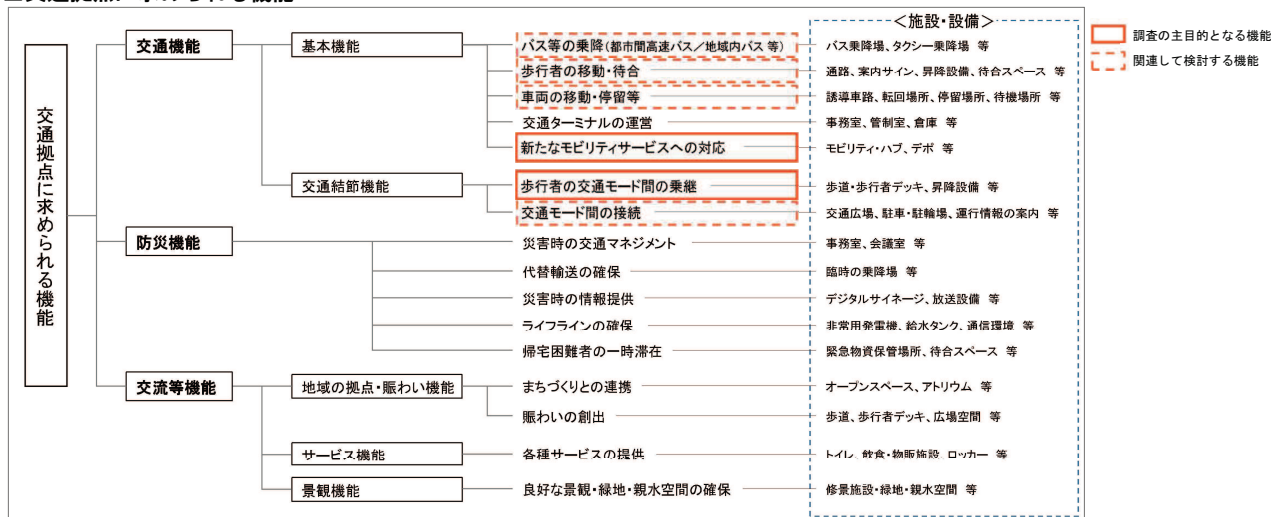 ＜施設・設備＞
交通拠点に求められる機能
交通機能
基本機能
バス等の乗降(都市間高速バス／地域内バス 等)
バス乗降場、タクシー乗降場 等
歩行者の移動・待合
通路、案内サイン、昇降設備、待合スペース 等
車両の移動・停留等
誘導車路、転回場所、停留場所、待機場所 等
交通ターミナルの運営
事務室、管制室、倉庫 等
新たなモビリティサービスへの対応
モビリティ・ハブ、デポ 等
交通結節機能
歩行者の交通モード間の乗継
歩道・歩行者デッキ、昇降設備 等
交通モード間の接続
交通広場、駐車・駐輪場、運行情報の案内 等
防災機能
災害時の交通マネジメント
事務室、会議室 等
代替輸送の確保
臨時の乗降場 等
災害時の情報提供
デジタルサイネージ、放送設備 等
ライフラインの確保
非常用発電機、給水タンク、通信環境 等
帰宅困難者の一時滞在
緊急物資保管場所、待合スペース 等
交流等機能
地域の拠点・賑わい機能
まちづくりとの連携
オープンスペース、アトリウム 等
賑わいの創出
歩道、歩行者デッキ、広場空間 等
サービス機能
各種サービスの提供
トイレ、飲食・物販施設、ロッカー 等
景観機能
良好な景観・緑地・親水空間の確保
修景施設・緑地・親水空間 等
調査の主目的となる機能
関連して検討する機能